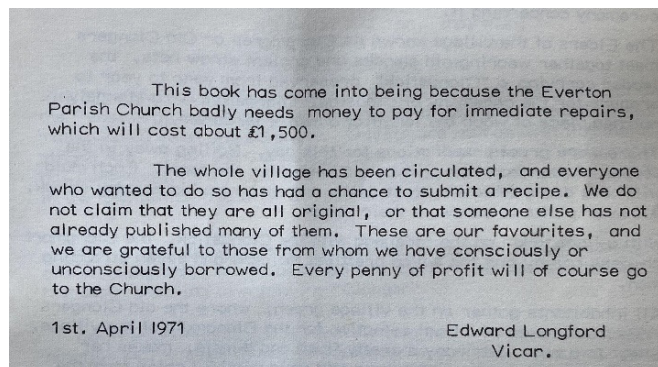 This book has come into being because the Everton
Parish Church badly needs money to pay for immediate repairs,
which will cost about £1,500.
The whole village has been circulated, and everyone
who wanted to do so has had a chance to submit a recipe. We do
not claim that they are all original, or that someone else has not
already published many of them. These are our favourites, and
we are grateful to those from whom we have consciously or
unconsciously borrowed. Every penny of profit will of course go
to the Church.
1st. April 1971 Edward Longford
Vicar.